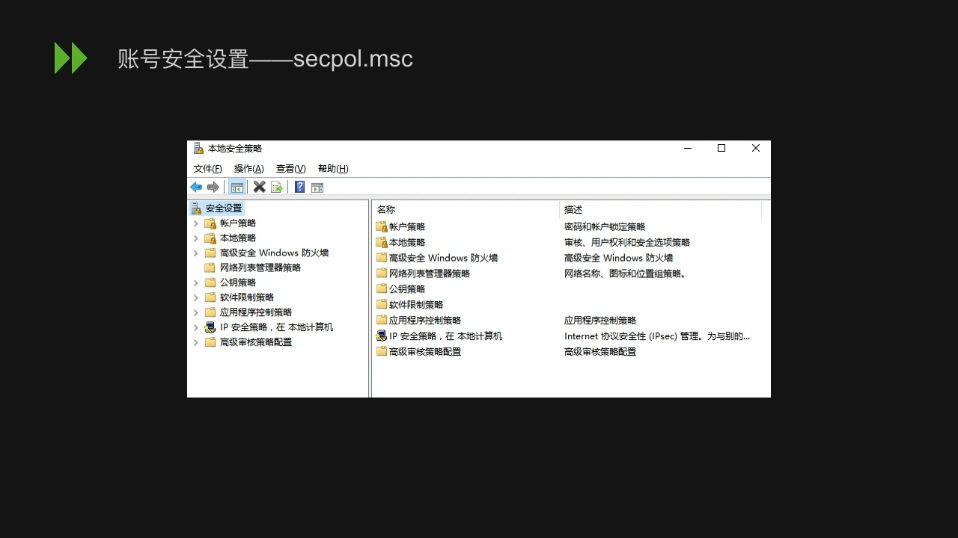 账号安全设置——secpol.msc
本地安全策略
文件(F) 操作(A) 查看(V) 帮助(H)
安全设置
帐户策略
本地策略
高级安全 Windows 防火墙
网络列表管理器策略
公钥策略
软件限制策略
应用程序控制策略
IP 安全策略，在 本地计算机
高级审核策略配置
名称 描述
帐户策略 密码和帐户锁定策略
本地策略 审核、用户权利和安全选项策略
高级安全 Windows 防火墙 高级安全 Windows 防火墙
网络列表管理器策略 网络名称、图标和位置组策略。
公钥策略
软件限制策略
应用程序控制策略 应用程序控制策略
IP 安全策略，在 本地计算机 Internet 协议安全性 (IPsec) 管理。为与别的...
高级审核策略配置 高级审核策略配置